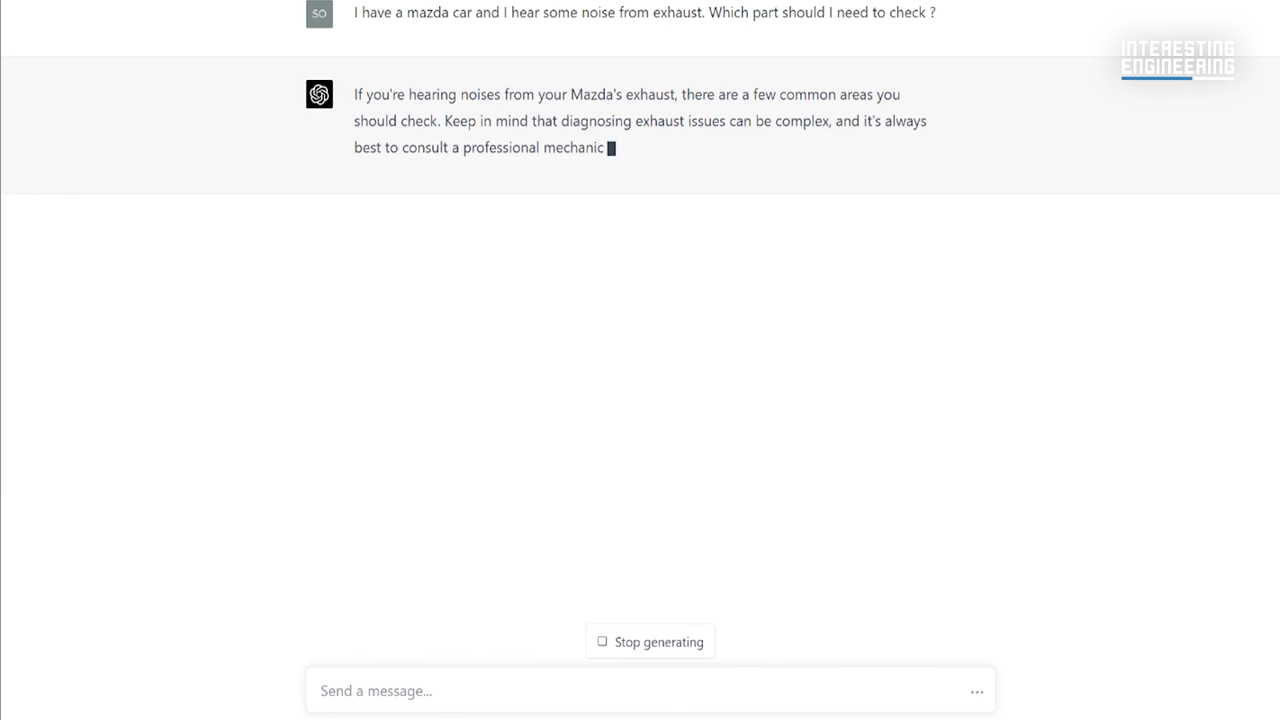 SO
I have a mazda car and I hear some noise from exhaust. Which part should I need to check ?
INTERESTING
ENGINEERING
If you're hearing noises from your Mazda's exhaust, there are a few common areas you
should check. Keep in mind that diagnosing exhaust issues can be complex, and it's always
best to consult a professional mechanic
Stop generating
Send a message...